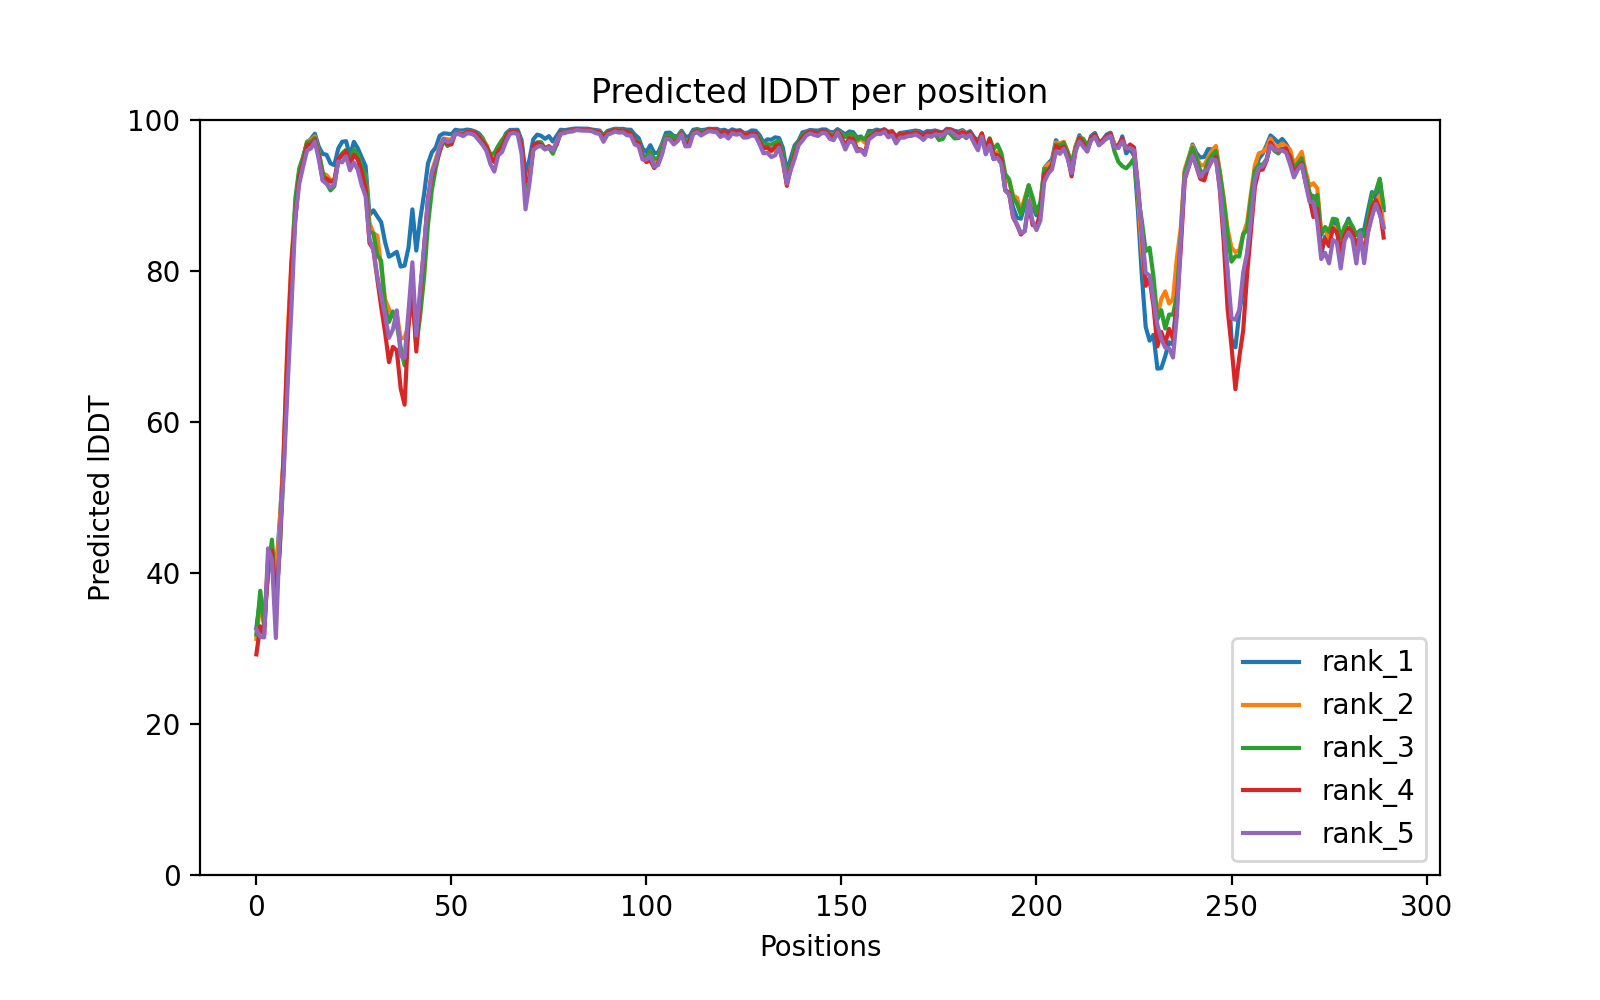 Predicted lDDT per position
100
80
60
40
20
0
Predicted lDDT
0 50 100 150 200 250 300
Positions
rank_1
rank_2
rank_3
rank_4
rank_5